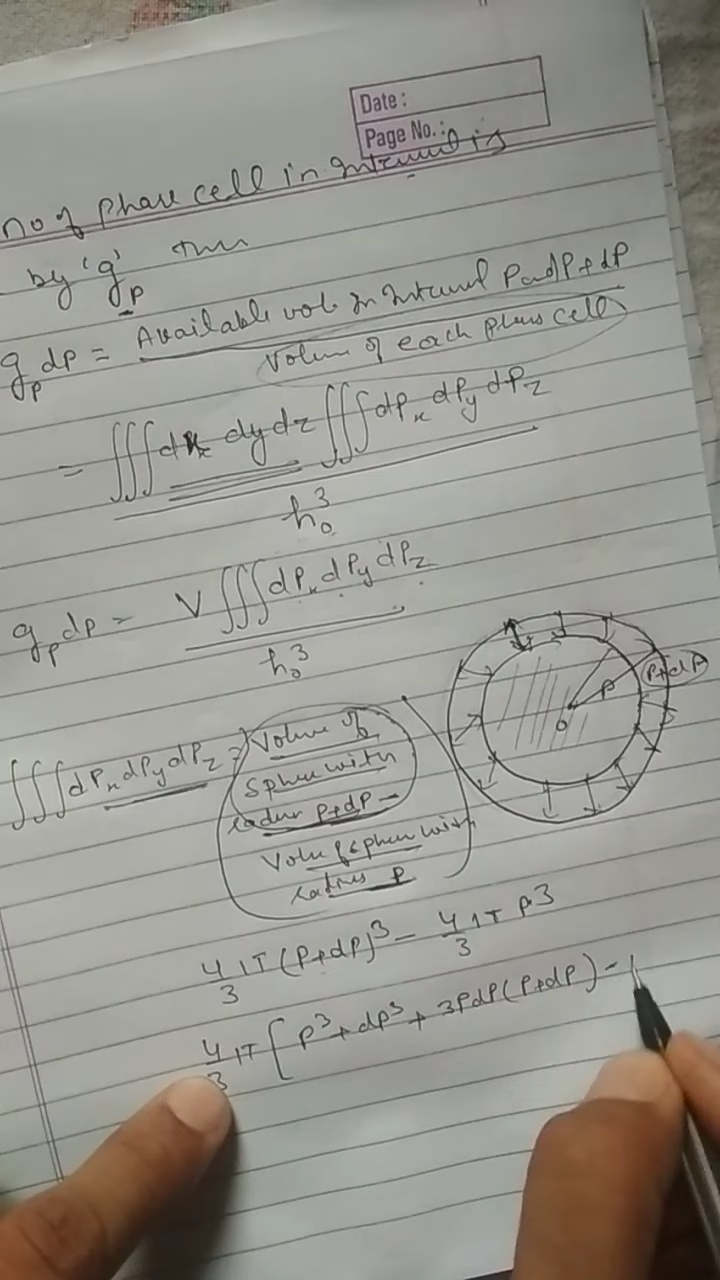 Date :
Page No. :
no of phase cell in interval is
by 'g_p' then
g_p dp = Available vol. in interval P and P+dP
Volume of each phase cell
= ∭dx dy dz ∭dP_x dP_y dP_z
h_0^3
g_p dp = V ∭dP_x dP_y dP_z
h_0^3
P+dP
P
O
∭dP_x dP_y dP_z = Volume of
Sphere with
radius P+dP -
Volume of sphere with
radius P
4/3 π (P+dP)^3 - 4/3 π P^3
4/3 π [ P^3 + dP^3 + 3PdP(P+dP) -